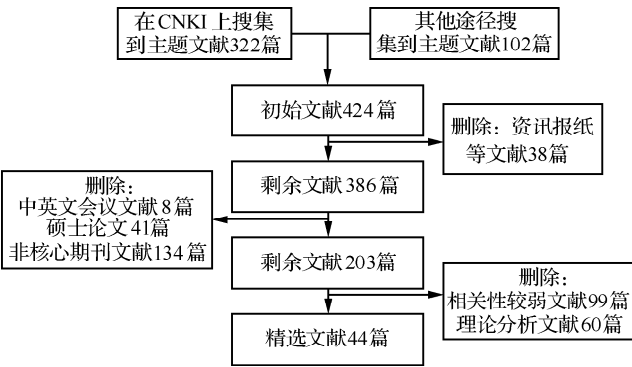 在CNKI上搜集
到主题文献322篇
其他途径搜
集到主题文献102篇
初始文献424篇
删除：资讯报纸
等文献38篇
剩余文献386篇
删除：
中英文会议文献8篇
硕士论文41篇
非核心期刊文献134篇
剩余文献203篇
删除：
相关性较弱文献99篇
理论分析文献60篇
精选文献44篇